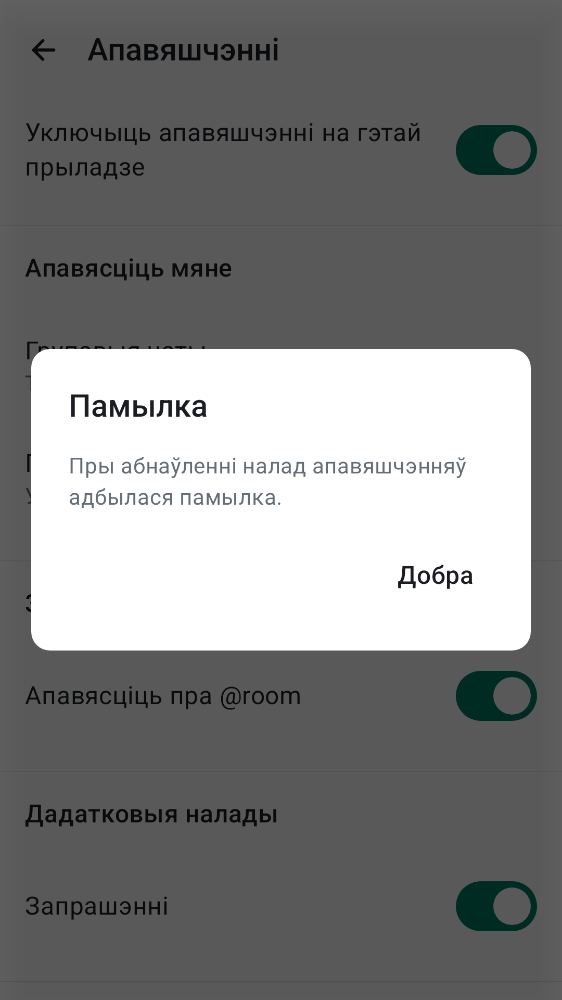 Апавяшчэнні
Уключыць апавяшчэнні на гэтай
прыладзе
Апавясціць мяне
Памылка
Пры абнаўленні налад апавяшчэнняў
адбылася памылка.
Добра
Апавясціць пра @room
Дадатковыя налады
Запрашэнні